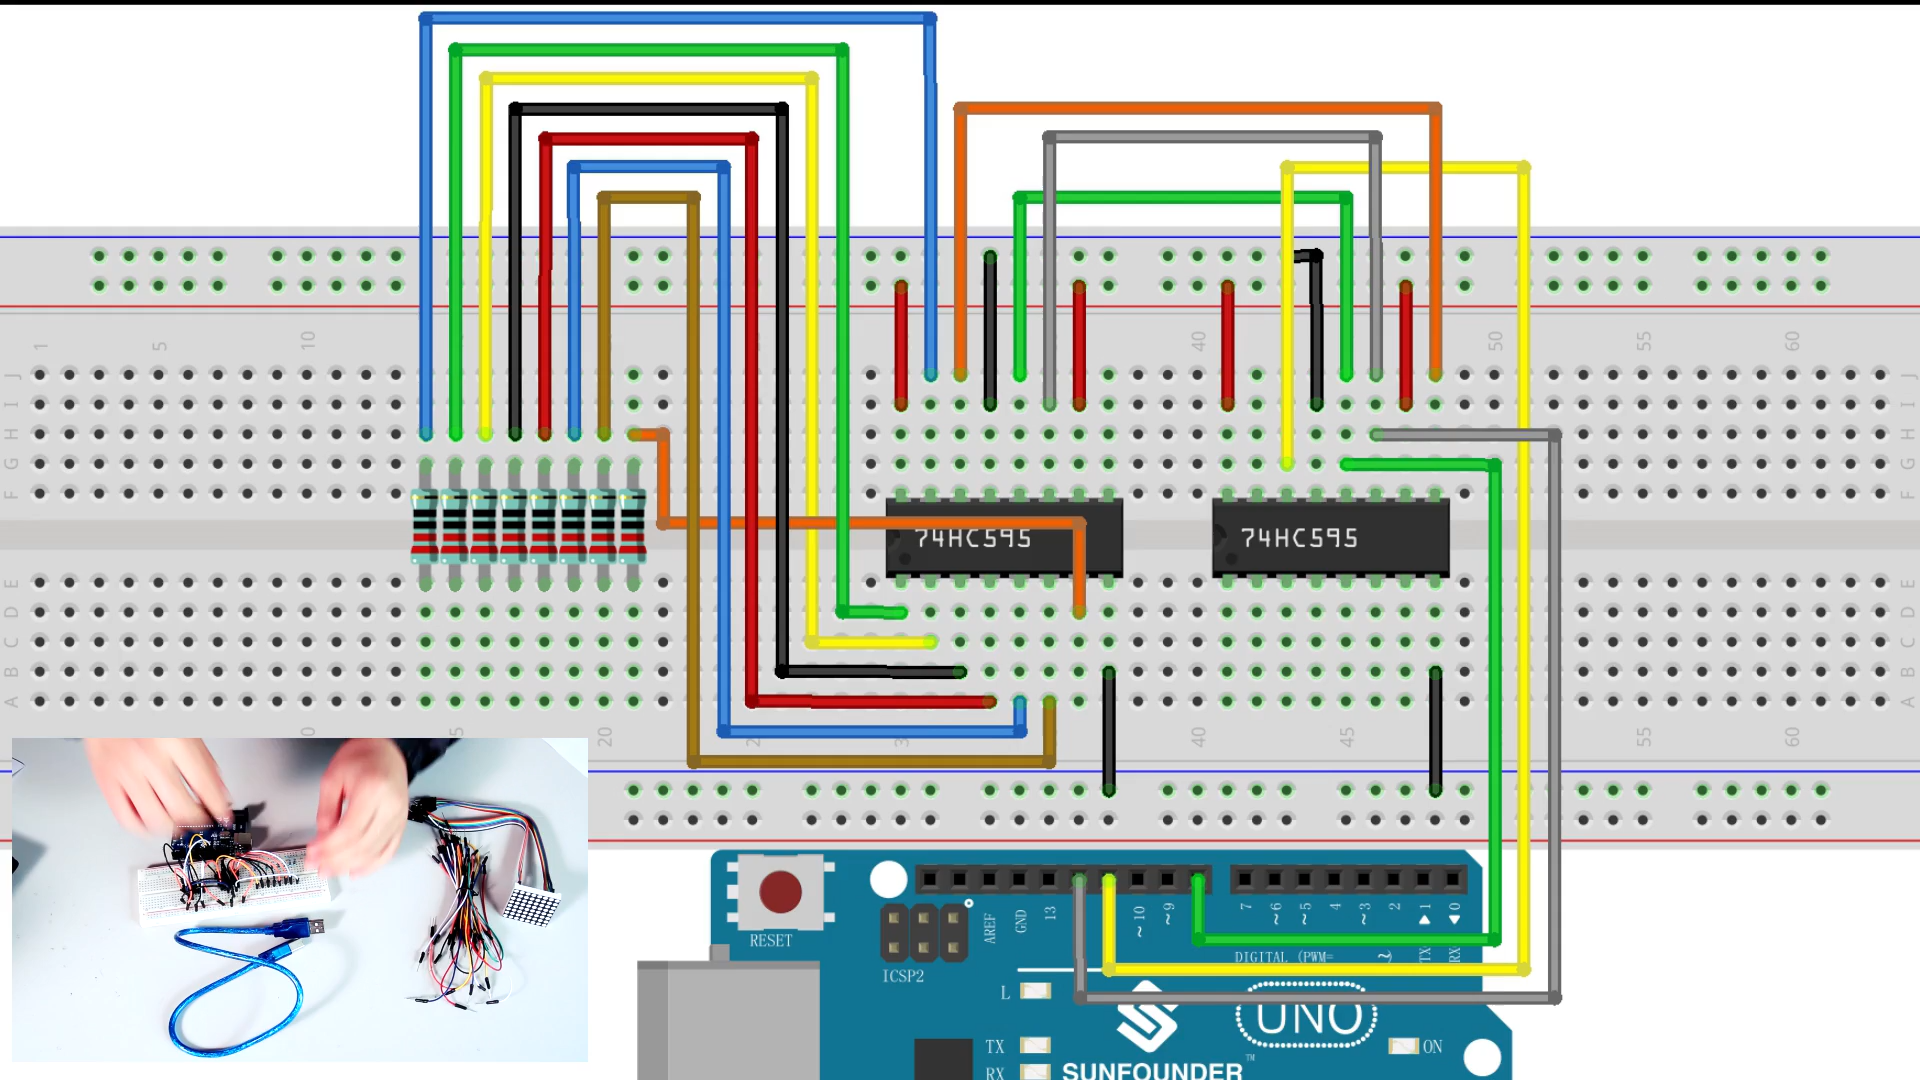 1 5 10 40 50 55 60
J J
I I
H H
G G
F F
74HC595 74HC595
E E
D D
C C
B B
A A
20 40 45 55 60
RESET
ICSP2
AREF GND 13 ~10 ~9 7 ~6 ~5 4 ~3 2 1 0
TX RX
DIGITAL (PWM= ~)
L
UNO
TX
RX
ON
SUNFOUNDER™